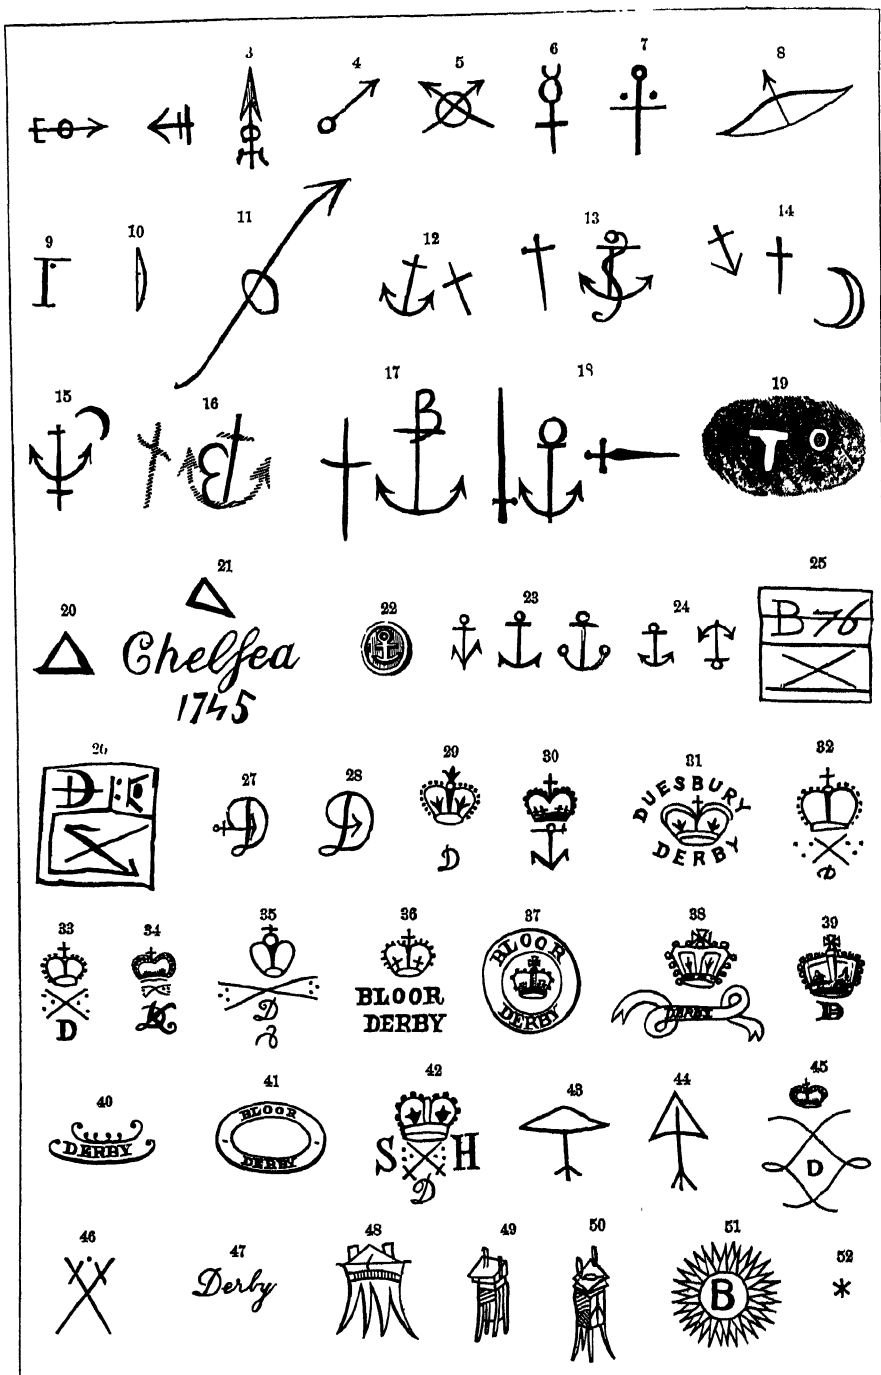 3 4 5 6 7 8
9 10 11 12 13 14
15 16 B 17 18 19
T
20 21 22 23 24 25
Chelsea
1745
B 76
26 27 28 29 30 31 32
D
D
D
D
DUESBURY
DERBY
D
33 34 35 36 37 38 39
D
D
BLOOR
DERBY
BLOOR
DERBY
DERBY
D
40 41 42 43 44 45
DERBY
BLOOR
DERBY
S H
D
D
46 47 48 49 50 51 52
Derby
B